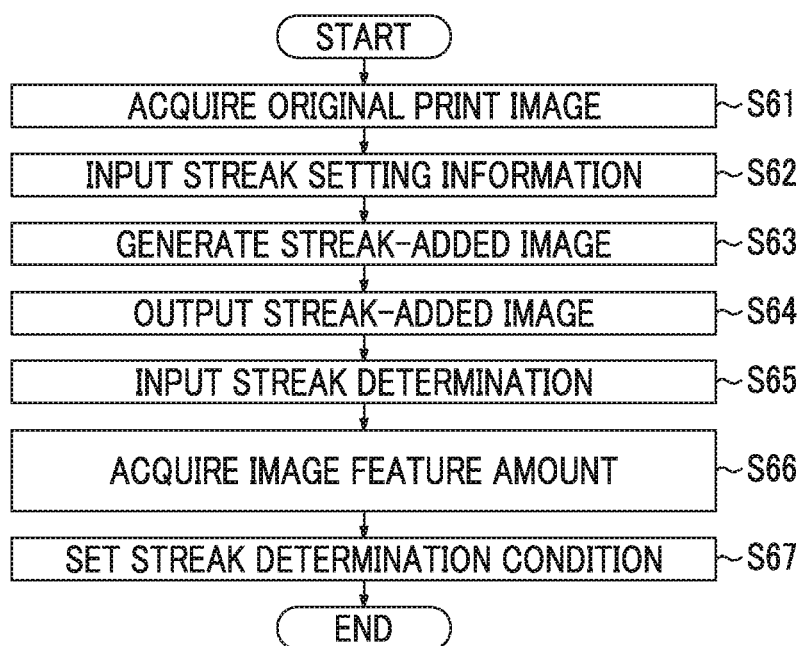 START
ACQUIRE ORIGINAL PRINT IMAGE ~S61
INPUT STREAK SETTING INFORMATION ~S62
GENERATE STREAK-ADDED IMAGE ~S63
OUTPUT STREAK-ADDED IMAGE ~S64
INPUT STREAK DETERMINATION ~S65
ACQUIRE IMAGE FEATURE AMOUNT ~S66
SET STREAK DETERMINATION CONDITION ~S67
END